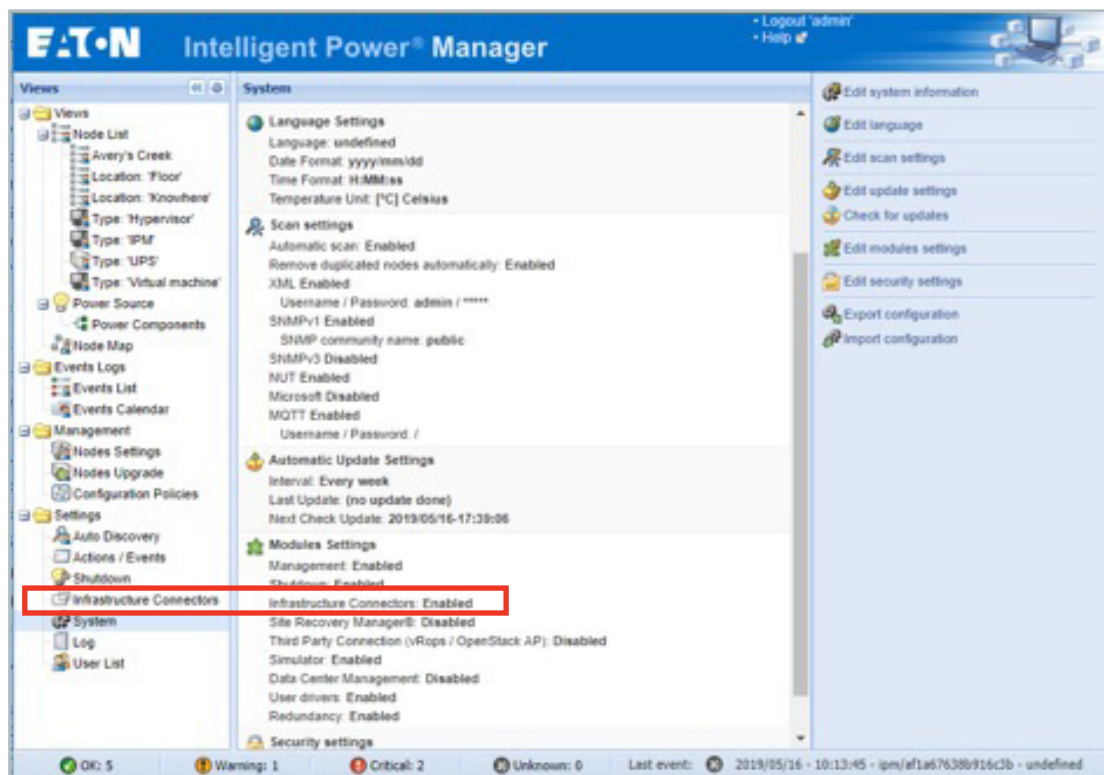 EATON Intelligent Power® Manager
• Logout 'admin'
• Help
Views
Views
Node List
Avery's Creek
Location: 'Floor'
Location: 'Knowhere'
Type: 'Hypervisor'
Type: 'IPM'
Type: 'UPS'
Type: 'Virtual machine'
Power Source
Power Components
Node Map
Events Logs
Events List
Events Calendar
Management
Nodes Settings
Nodes Upgrade
Configuration Policies
Settings
Auto Discovery
Actions / Events
Shutdown
Infrastructure Connectors
System
Log
User List
System
Language Settings
Language: undefined
Date Format: yyyy/mm/dd
Time Format: H:MM:ss
Temperature Unit: [°C] Celsius
Scan settings
Automatic scan: Enabled
Remove duplicated nodes automatically: Enabled
XML Enabled
Username / Password: admin / *****
SNMPv1 Enabled
SNMP community name: public
SNMPv3 Disabled
NUT Enabled
Microsoft Disabled
MQTT Enabled
Username / Password: /
Automatic Update Settings
Interval: Every week
Last Update: (no update done)
Next Check Update: 2019/05/16-17:39:06
Modules Settings
Management: Enabled
Shutdown: Enabled
Infrastructure Connectors: Enabled
Site Recovery Manager®: Disabled
Third Party Connection (vRops / OpenStack AP): Disabled
Simulator: Enabled
Data Center Management: Disabled
User drivers: Enabled
Redundancy: Enabled
Security settings
Edit system information
Edit language
Edit scan settings
Edit update settings
Check for updates
Edit modules settings
Edit security settings
Export configuration
Import configuration
OK: 5 Warning: 1 Critical: 2 Unknown: 0 Last event: 2019/05/16 - 10:13:45 - ipm/af1a67638b916c3b - undefined